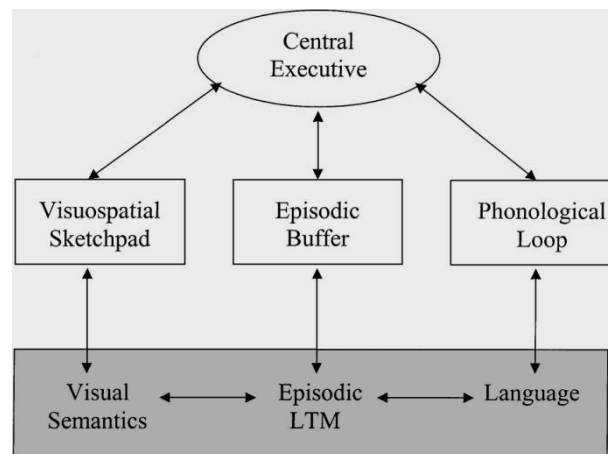 Central
Executive
Visuospatial
Sketchpad
Episodic
Buffer
Phonological
Loop
Visual
Semantics
Episodic
LTM
Language